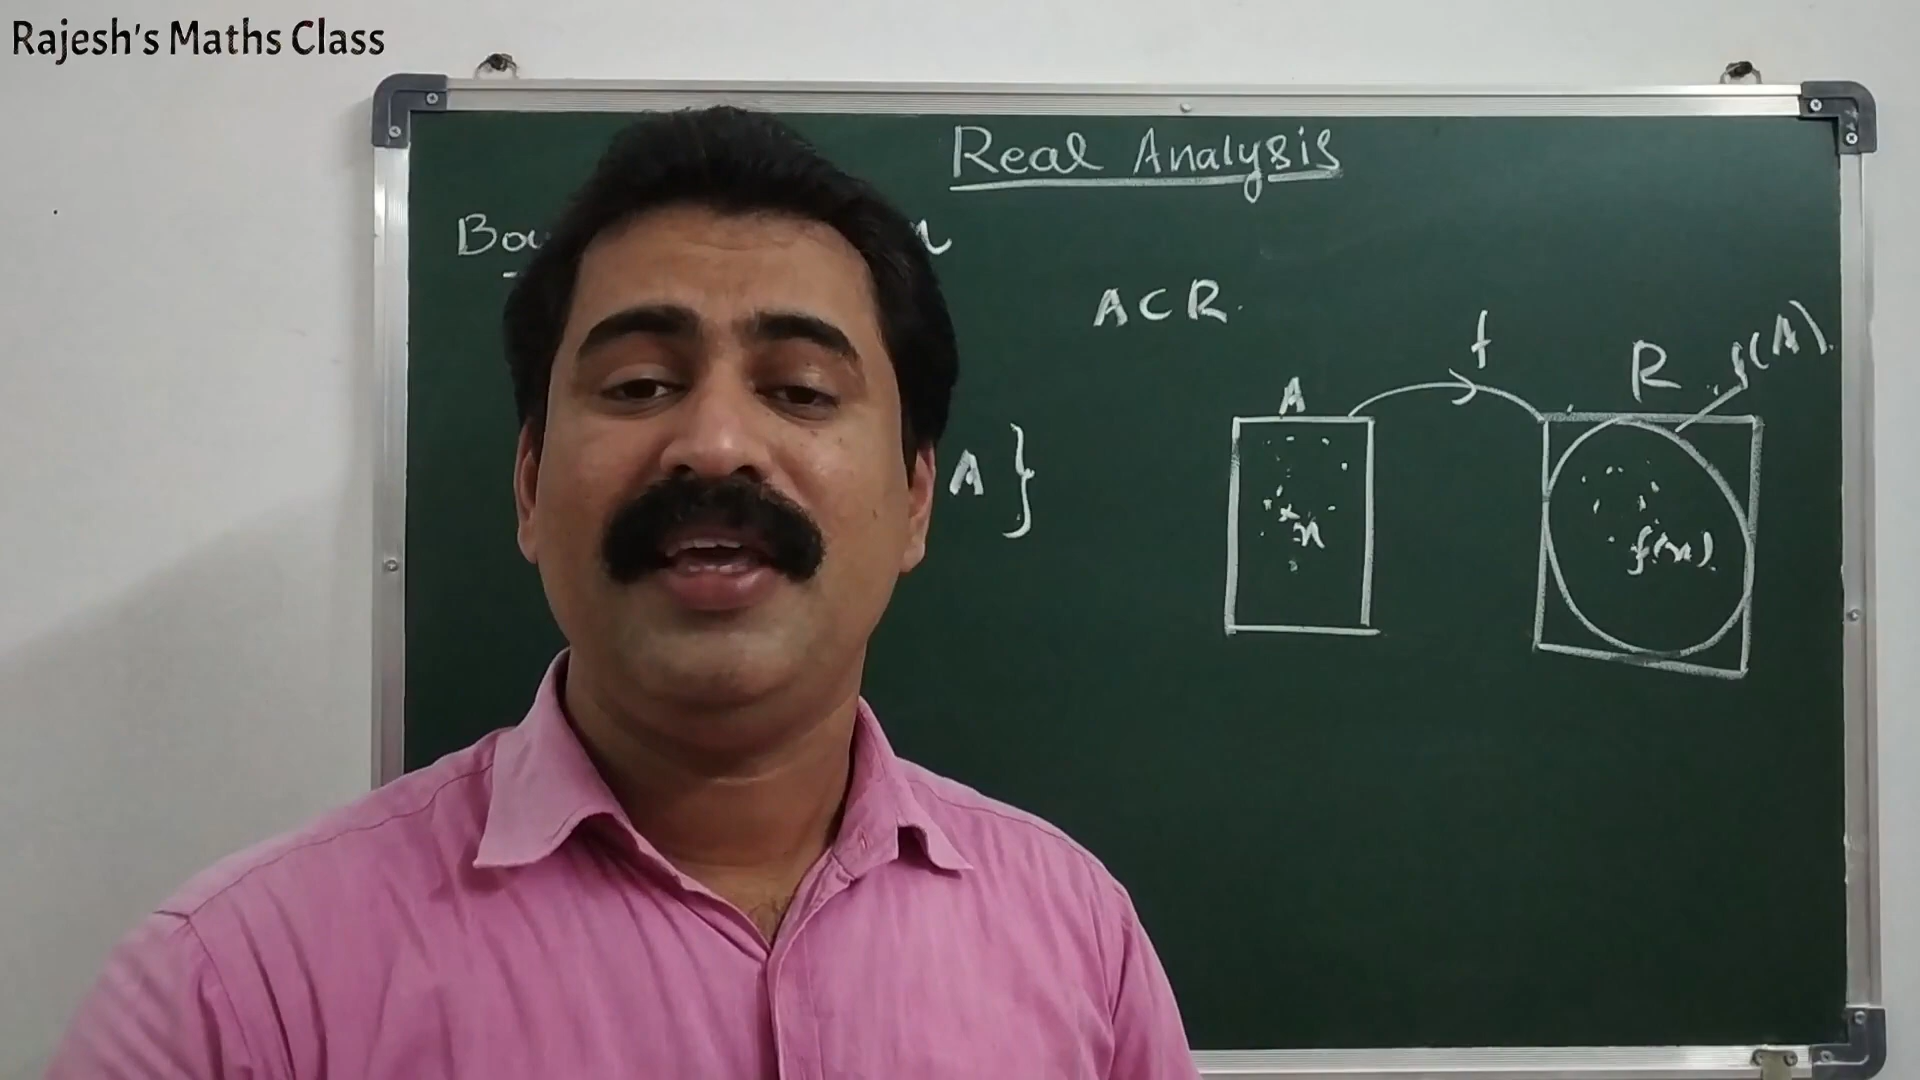 Rajesh's Maths Class
Real Analysis
A ⊂ R.
f
R
f(A).
A
A }
x
f(x).